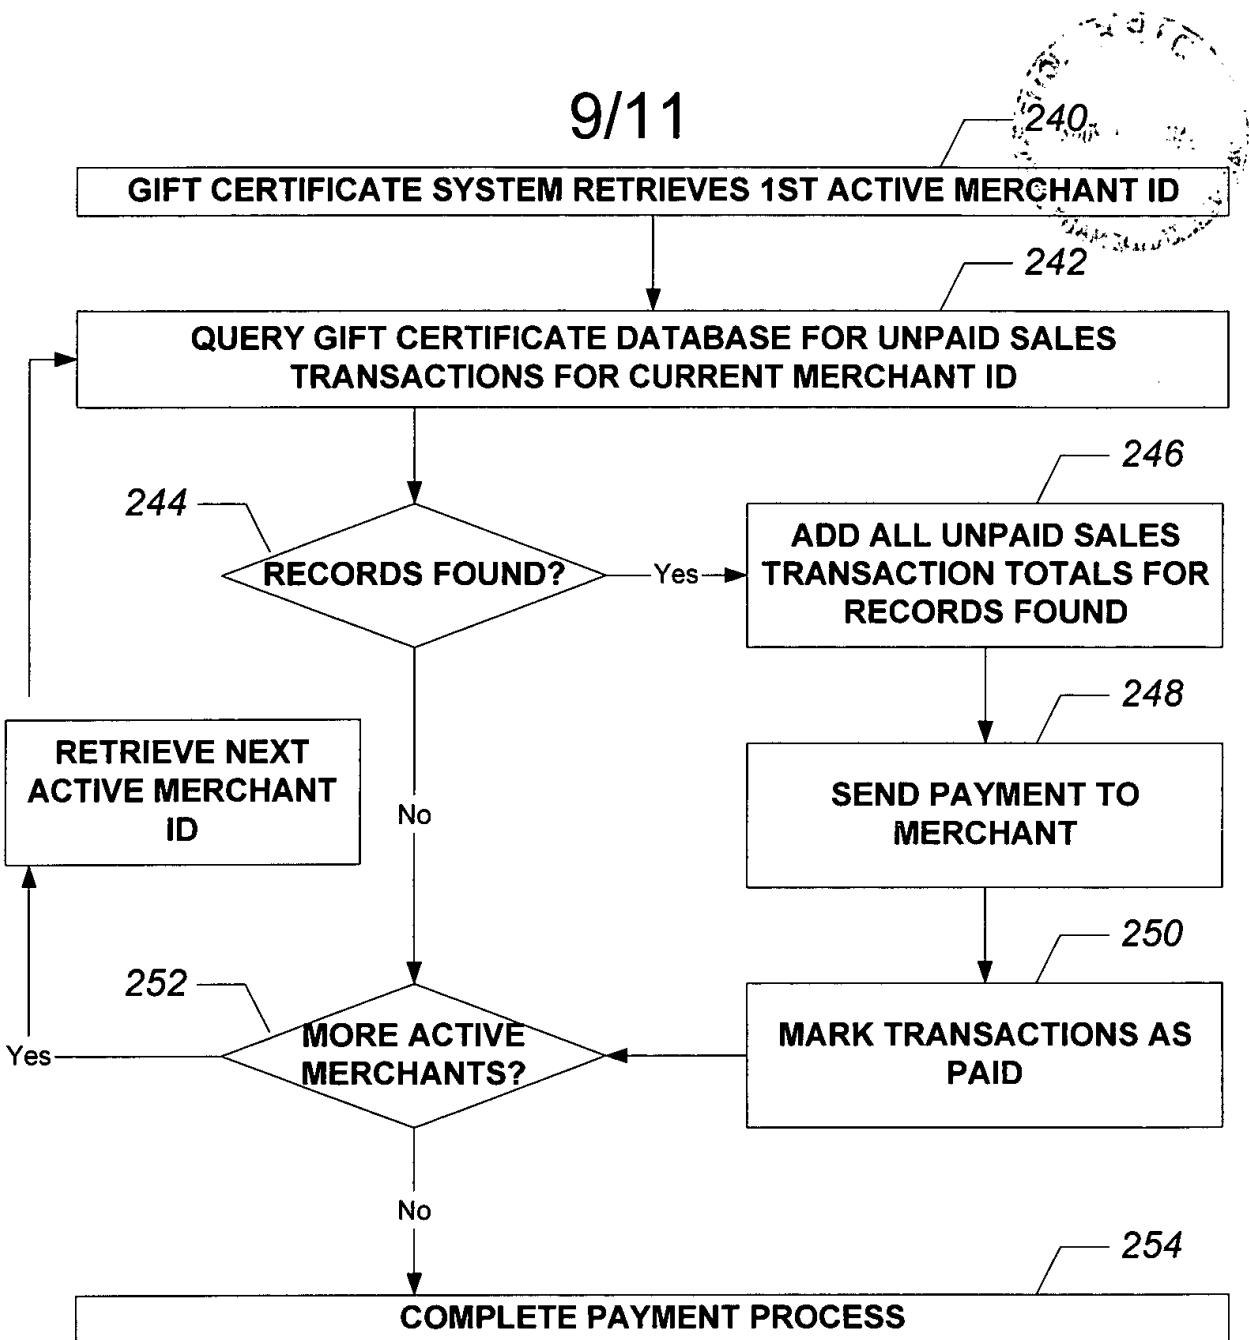 9/11
240
GIFT CERTIFICATE SYSTEM RETRIEVES 1ST ACTIVE MERCHANT ID
242
QUERY GIFT CERTIFICATE DATABASE FOR UNPAID SALES
TRANSACTIONS FOR CURRENT MERCHANT ID
246
244
ADD ALL UNPAID SALES
TRANSACTION TOTALS FOR
RECORDS FOUND
RECORDS FOUND?
Yes
248
RETRIEVE NEXT
ACTIVE MERCHANT
ID
No
SEND PAYMENT TO
MERCHANT
250
252
MORE ACTIVE
MERCHANTS?
MARK TRANSACTIONS AS
PAID
Yes
No
254
COMPLETE PAYMENT PROCESS